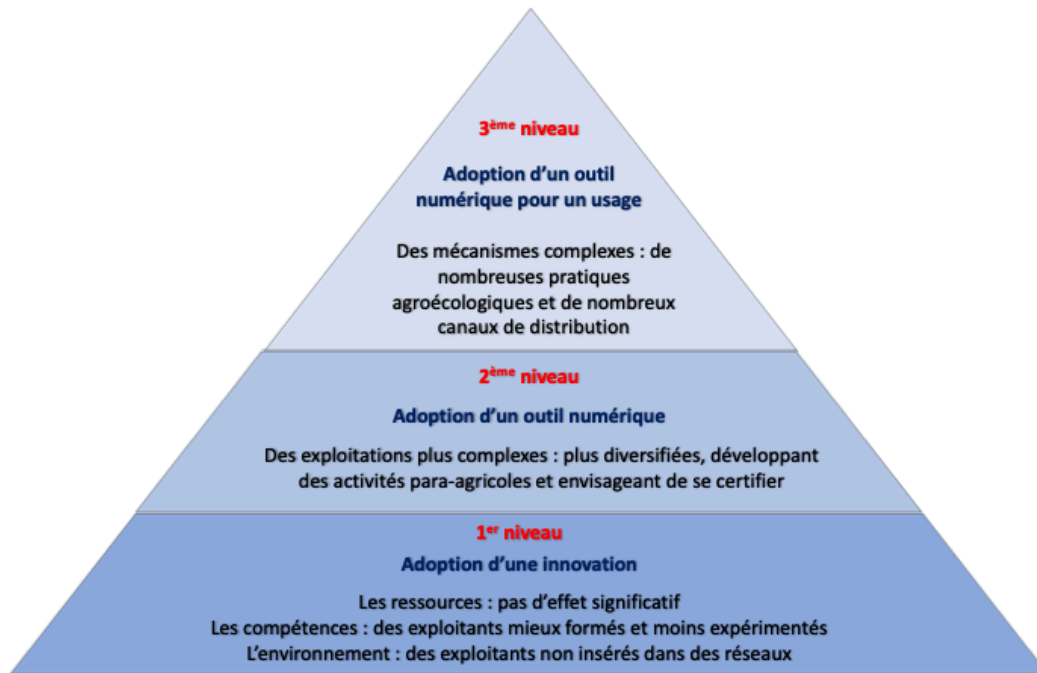 3ème niveau
Adoption d'un outil
numérique pour un usage
Des mécanismes complexes : de
nombreuses pratiques
agroécologiques et de nombreux
canaux de distribution
2ème niveau
Adoption d'un outil numérique
Des exploitations plus complexes : plus diversifiées, développant
des activités para-agricoles et envisageant de se certifier
1er niveau
Adoption d'une innovation
Les ressources : pas d'effet significatif
Les compétences : des exploitants mieux formés et moins expérimentés
L'environnement : des exploitants non insérés dans des réseaux